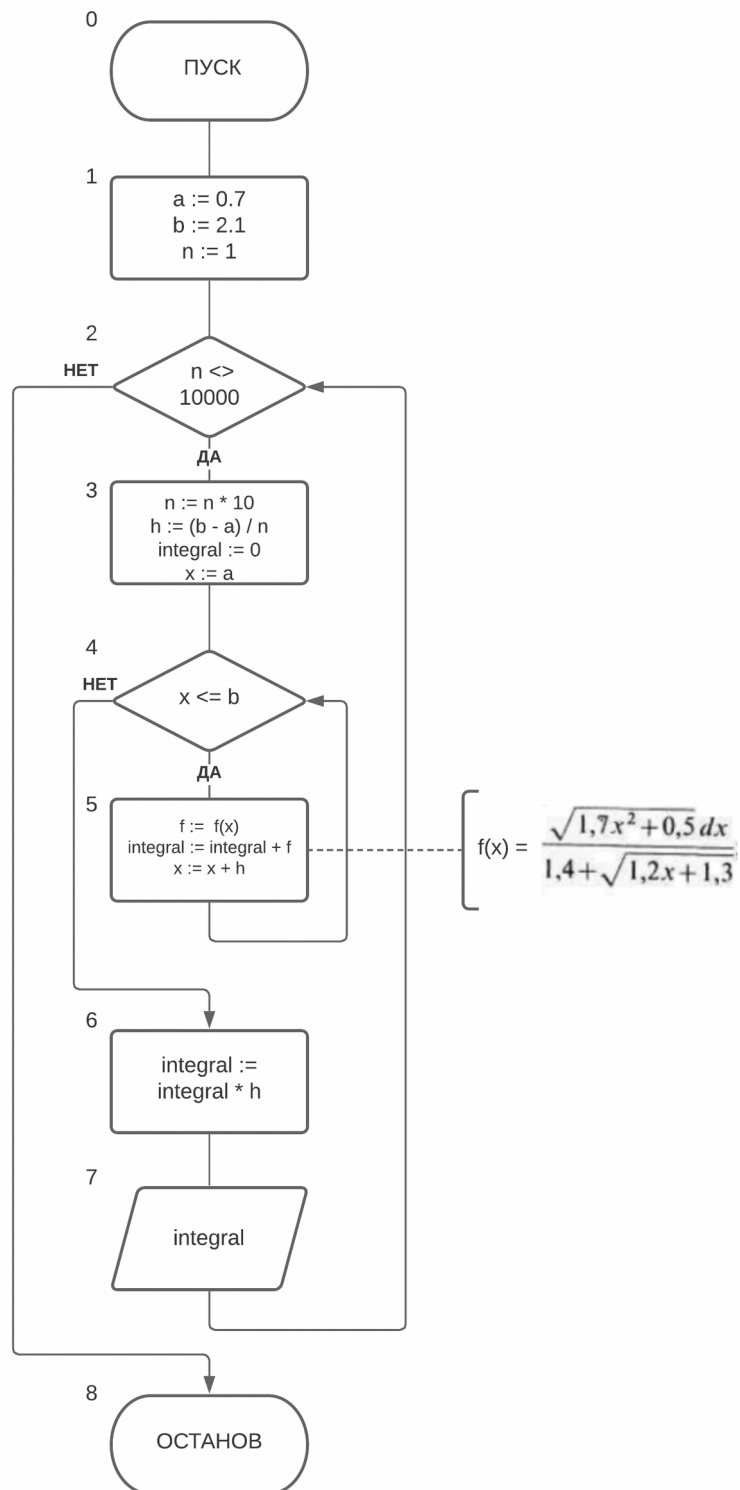 0
ПУСК
1
a := 0.7
b := 2.1
n := 1
2
НЕТ
n <>
10000
ДА
3
n := n * 10
h := (b - a) / n
integral := 0
x := a
4
НЕТ
x <= b
ДА
5
f := f(x)
integral := integral + f
x := x + h
f(x) =
√1,7x² + 0,5 dx
1,4 + √1,2x + 1,3
6
integral :=
integral * h
7
integral
8
ОСТАНОВ